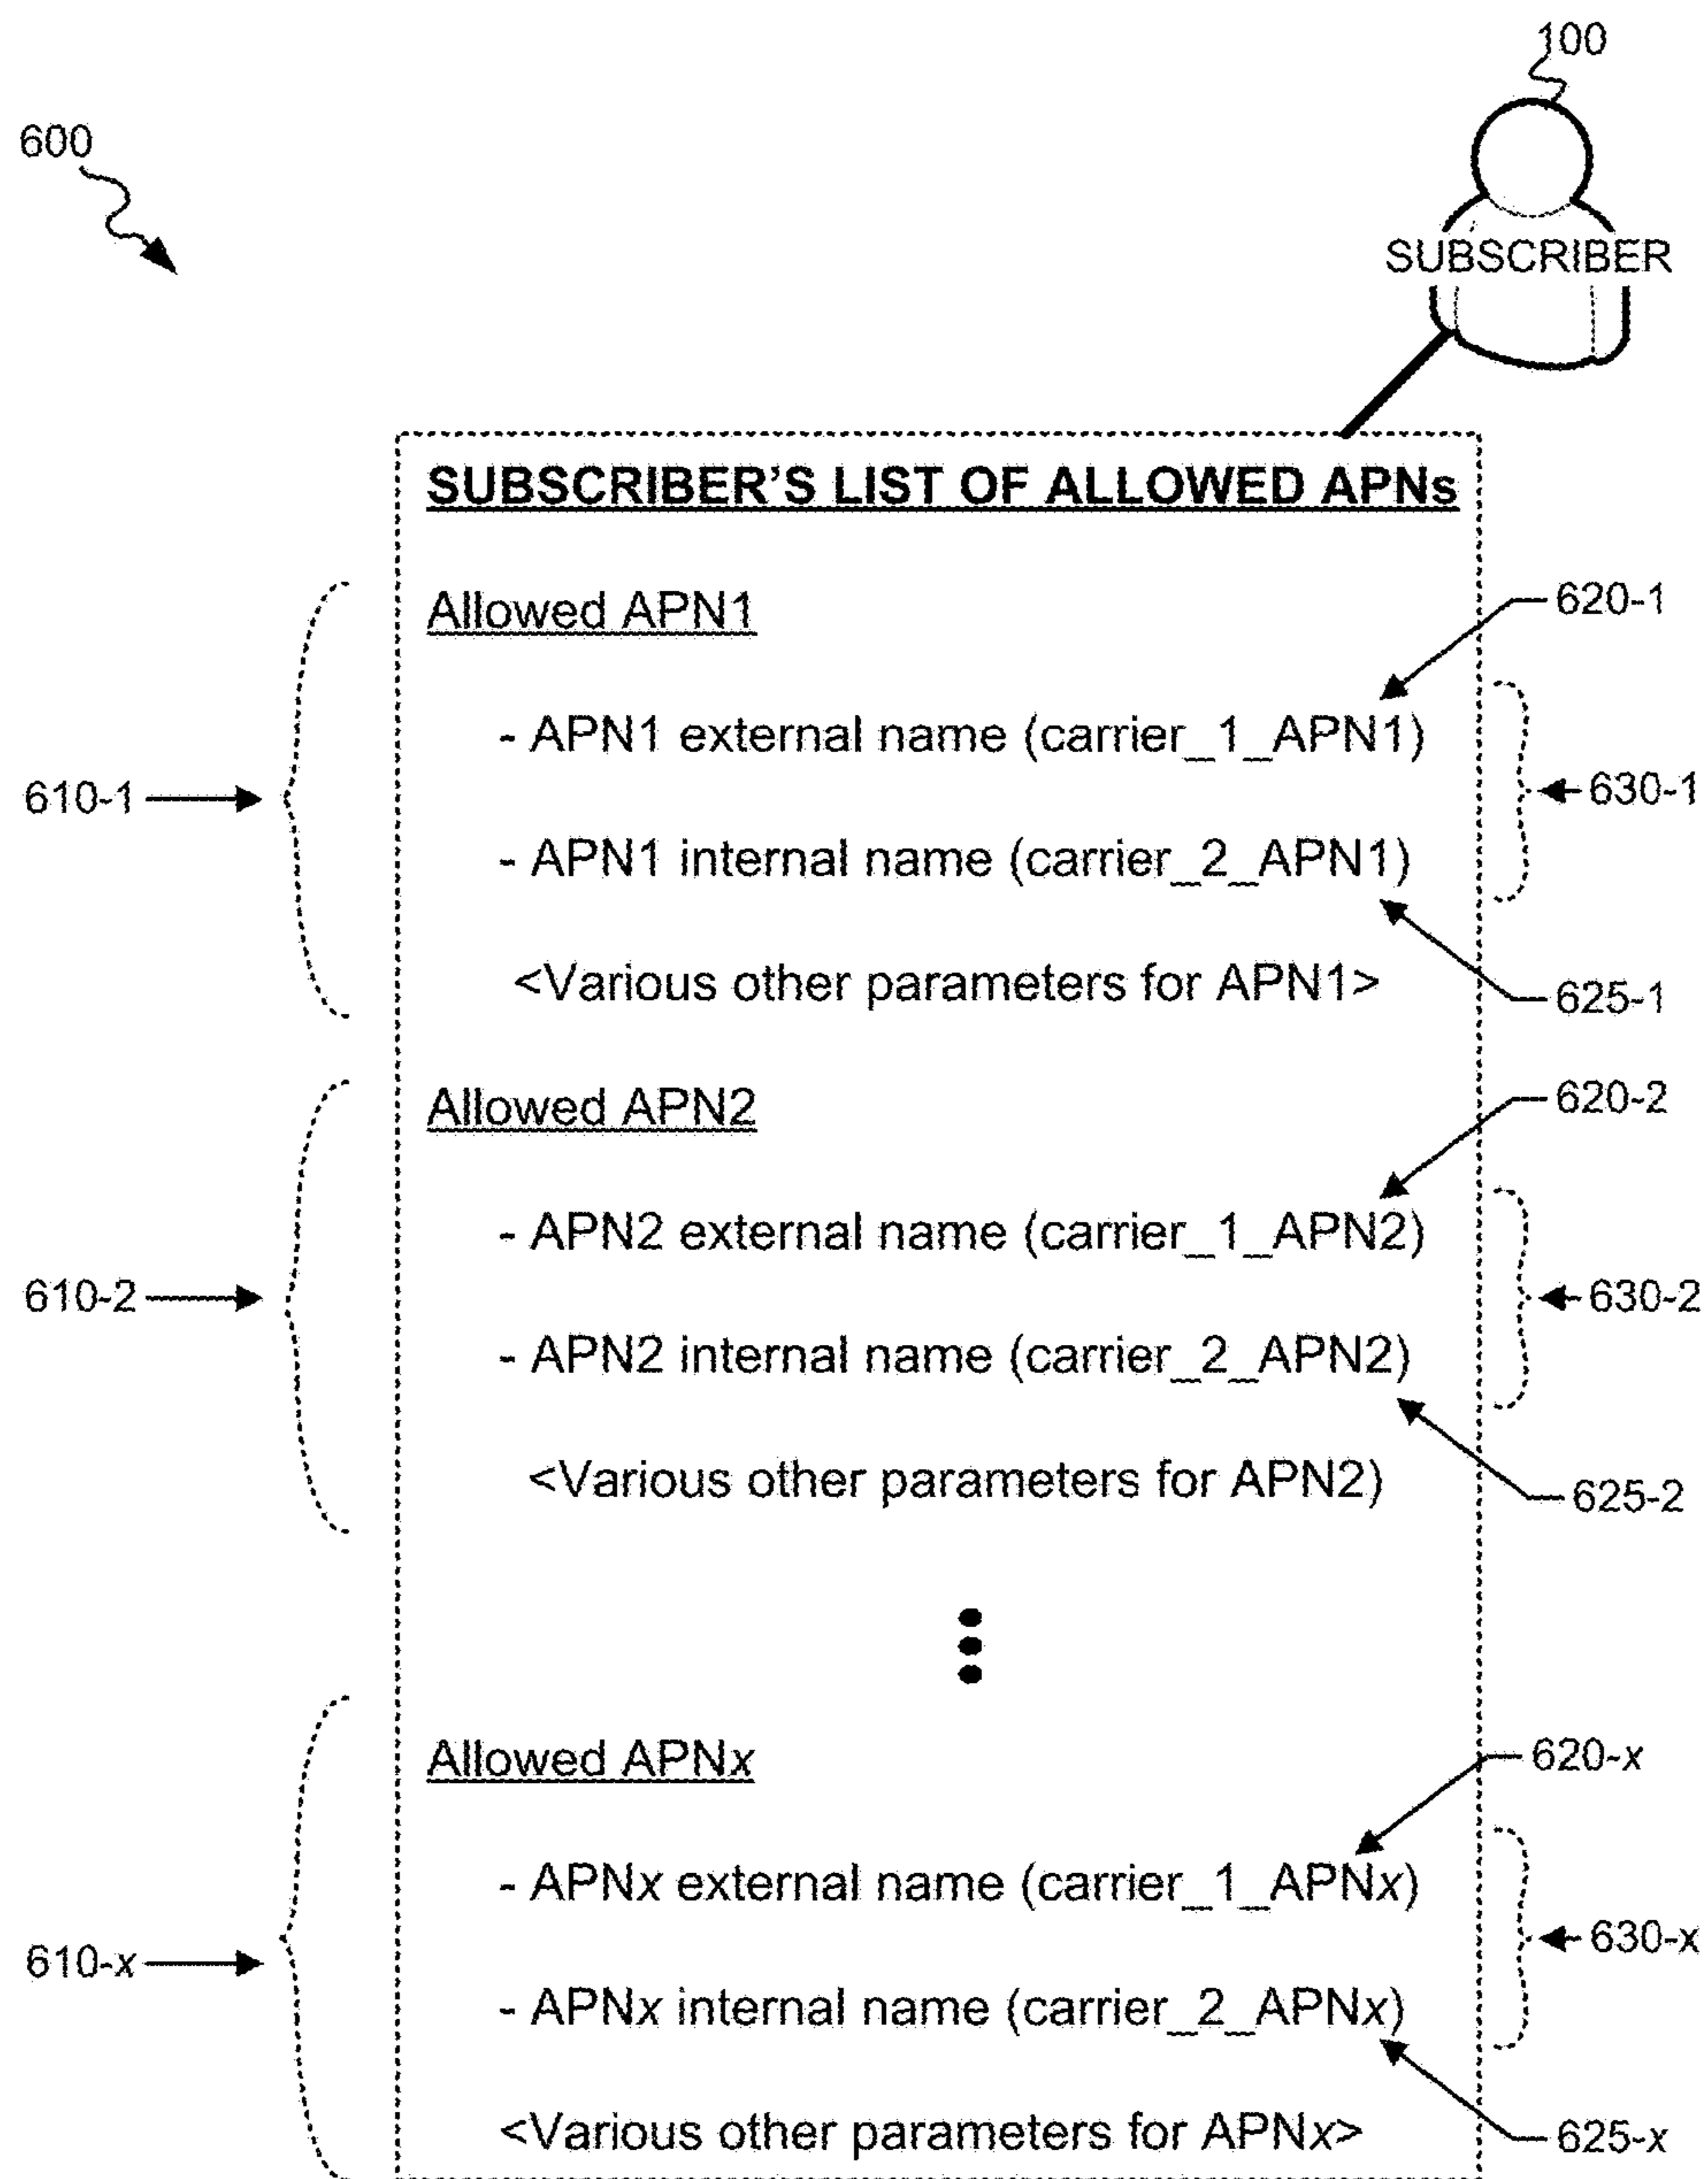 100
600
SUBSCRIBER
SUBSCRIBER'S LIST OF ALLOWED APNs
Allowed APN1
620-1
- APN1 external name (carrier_1_APN1)
610-1
630-1
- APN1 internal name (carrier_2_APN1)
<Various other parameters for APN1>
625-1
Allowed APN2
620-2
- APN2 external name (carrier_1_APN2)
610-2
630-2
- APN2 internal name (carrier_2_APN2)
<Various other parameters for APN2)
625-2
Allowed APNx
620-x
- APNx external name (carrier_1_APNx)
610-x
630-x
- APNx internal name (carrier_2_APNx)
<Various other parameters for APNx>
625-x